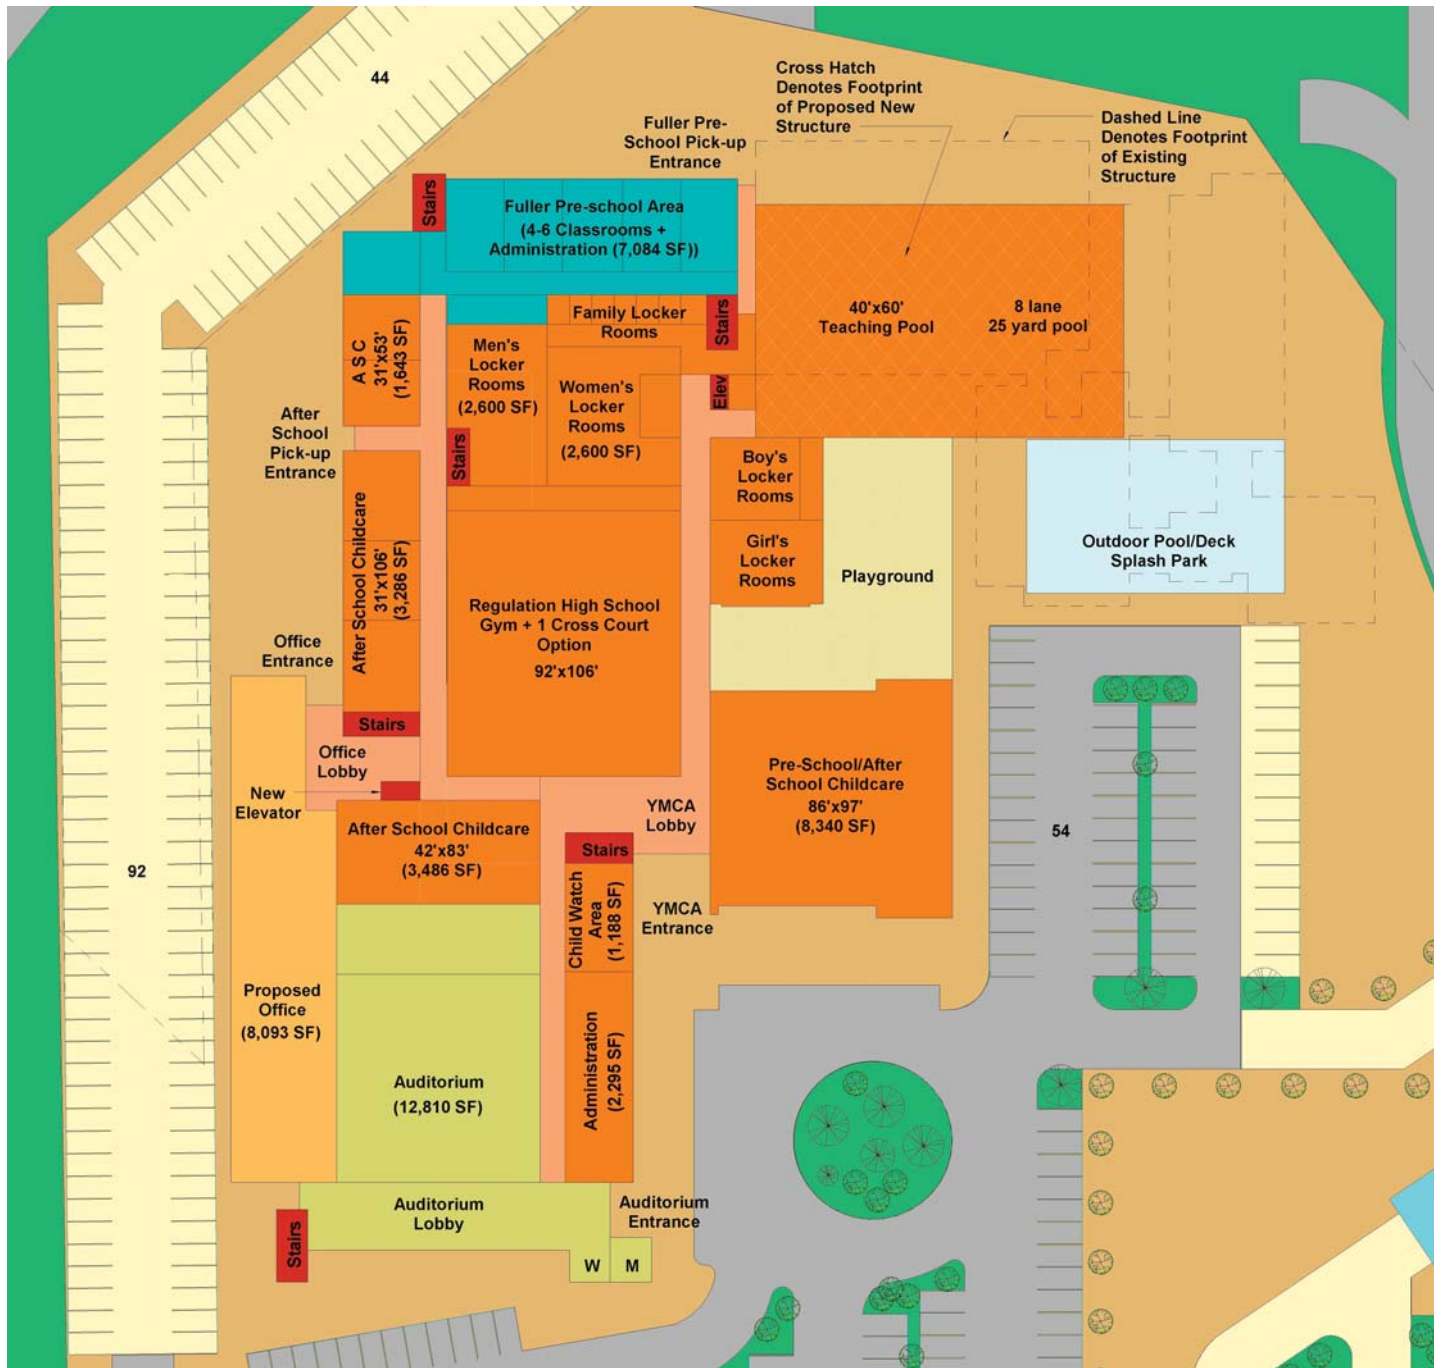 44
Cross Hatch
Denotes Footprint
of Proposed New
Structure
Dashed Line
Denotes Footprint
of Existing
Structure
Fuller Pre-
School Pick-up
Entrance
Stairs
Fuller Pre-school Area
(4-6 Classrooms +
Administration (7,084 SF))
A S C
31'x53'
(1,643 SF)
Men's
Locker
Rooms
(2,600 SF)
Family Locker
Rooms
Stairs
Women's
Locker
Rooms
(2,600 SF)
Elev
40'x60'
Teaching Pool
8 lane
25 yard pool
After
School
Pick-up
Entrance
Stairs
Boy's
Locker
Rooms
Girl's
Locker
Rooms
Playground
Outdoor Pool/Deck
Splash Park
After School Childcare
31'x106'
(3,286 SF)
Regulation High School
Gym + 1 Cross Court
Option
92'x106'
Office
Entrance
Stairs
Office
Lobby
New
Elevator
After School Childcare
42'x83'
(3,486 SF)
YMCA
Lobby
Pre-School/After
School Childcare
86'x97'
(8,340 SF)
54
92
Stairs
Child Watch
Area
(1,188 SF)
YMCA
Entrance
Proposed
Office
(8,093 SF)
Auditorium
(12,810 SF)
Administration
(2,295 SF)
Auditorium
Lobby
Auditorium
Entrance
Stairs
W
M